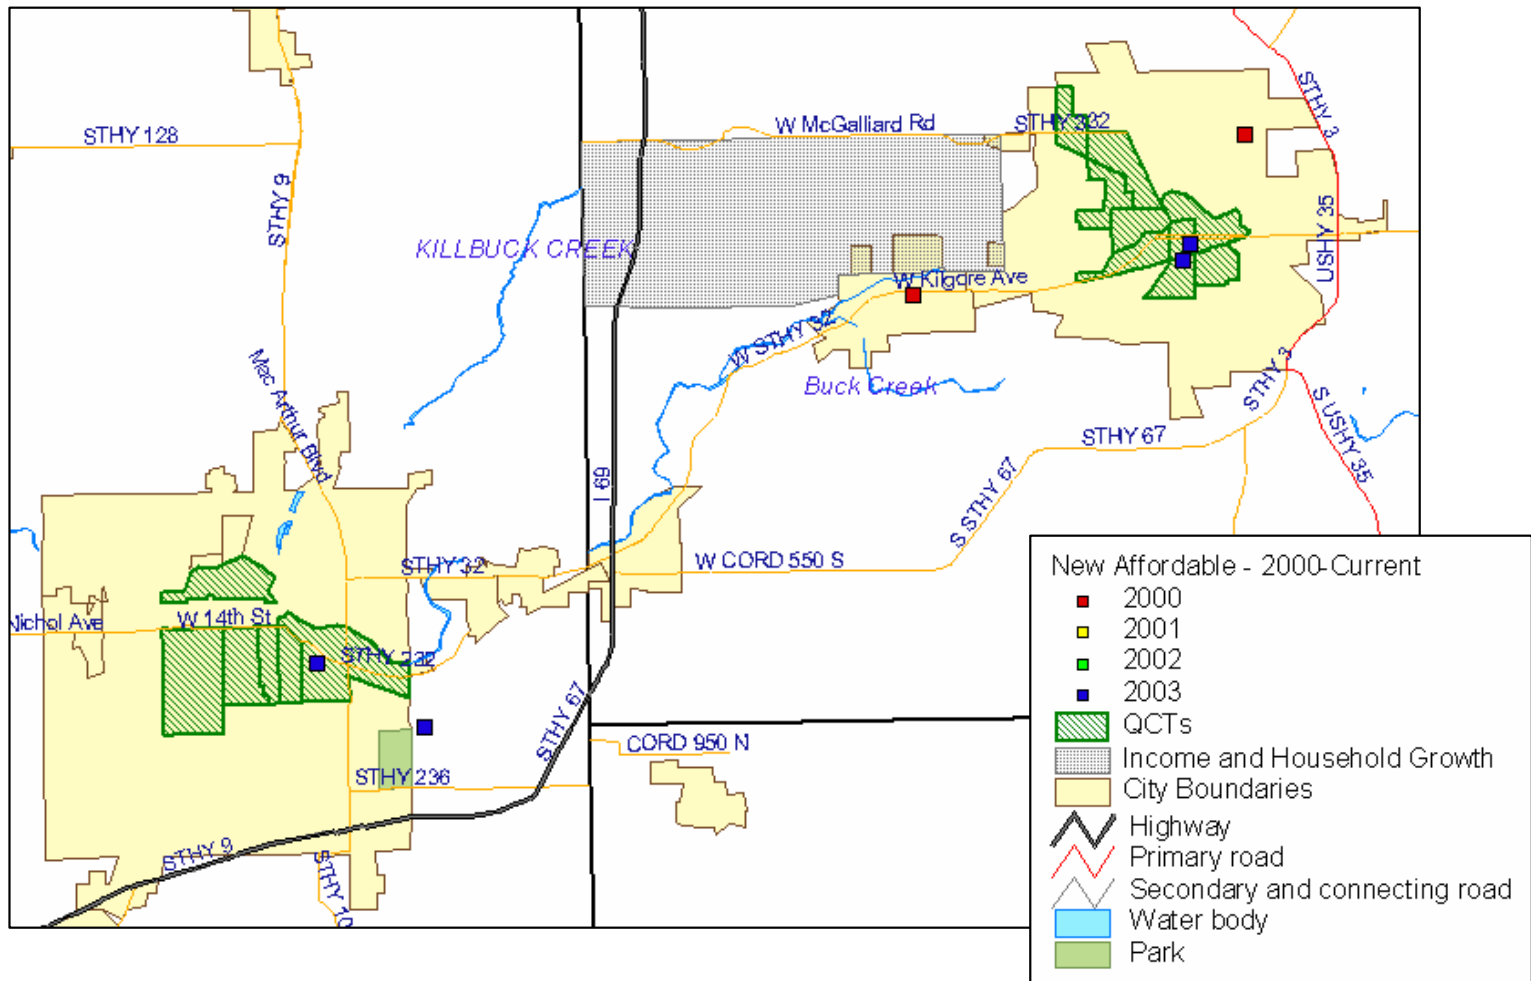 W McGalliard Rd
STHY 332
STHY 128
STHY 3
STHY 9
KILLBUCK CREEK
USHY 35
W Kilgore Ave
W STHY 32
Mac Arthur Blvd
Buck Creek
STHY 3
S USHY 35
STHY 67
S STHY 67
I 69
STHY 32
W CORD 550 S
Nichol Ave
W 14th St
STHY 232
STHY 67
CORD 950 N
STHY 236
STHY 9
STHY 10
New Affordable - 2000-Current
2000
2001
2002
2003
QCTs
Income and Household Growth
City Boundaries
Highway
Primary road
Secondary and connecting road
Water body
Park